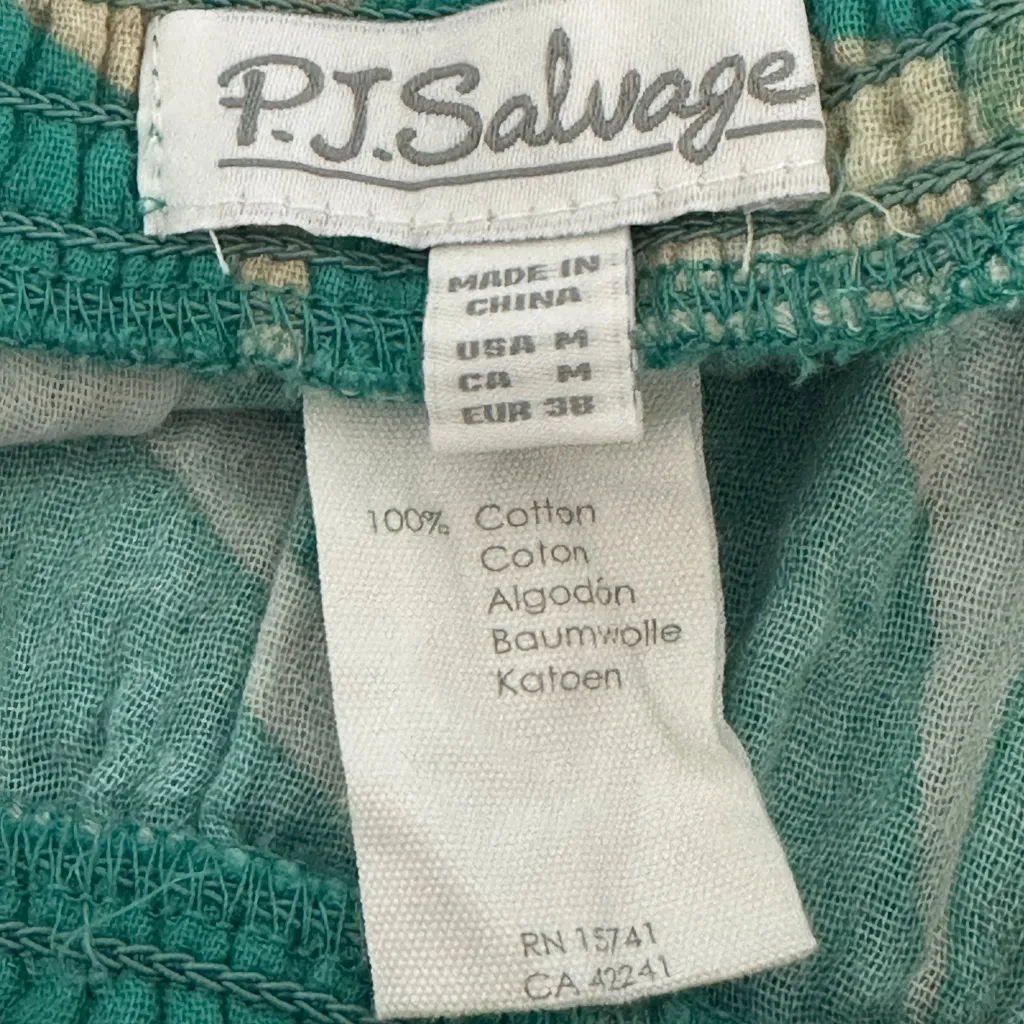 P.J. Salvage
MADE IN
CHINA
USA M
CA M
EUR 38
100% Cotton
Coton
Algodón
Baumwolle
Katoen
RN 15741
CA 42241